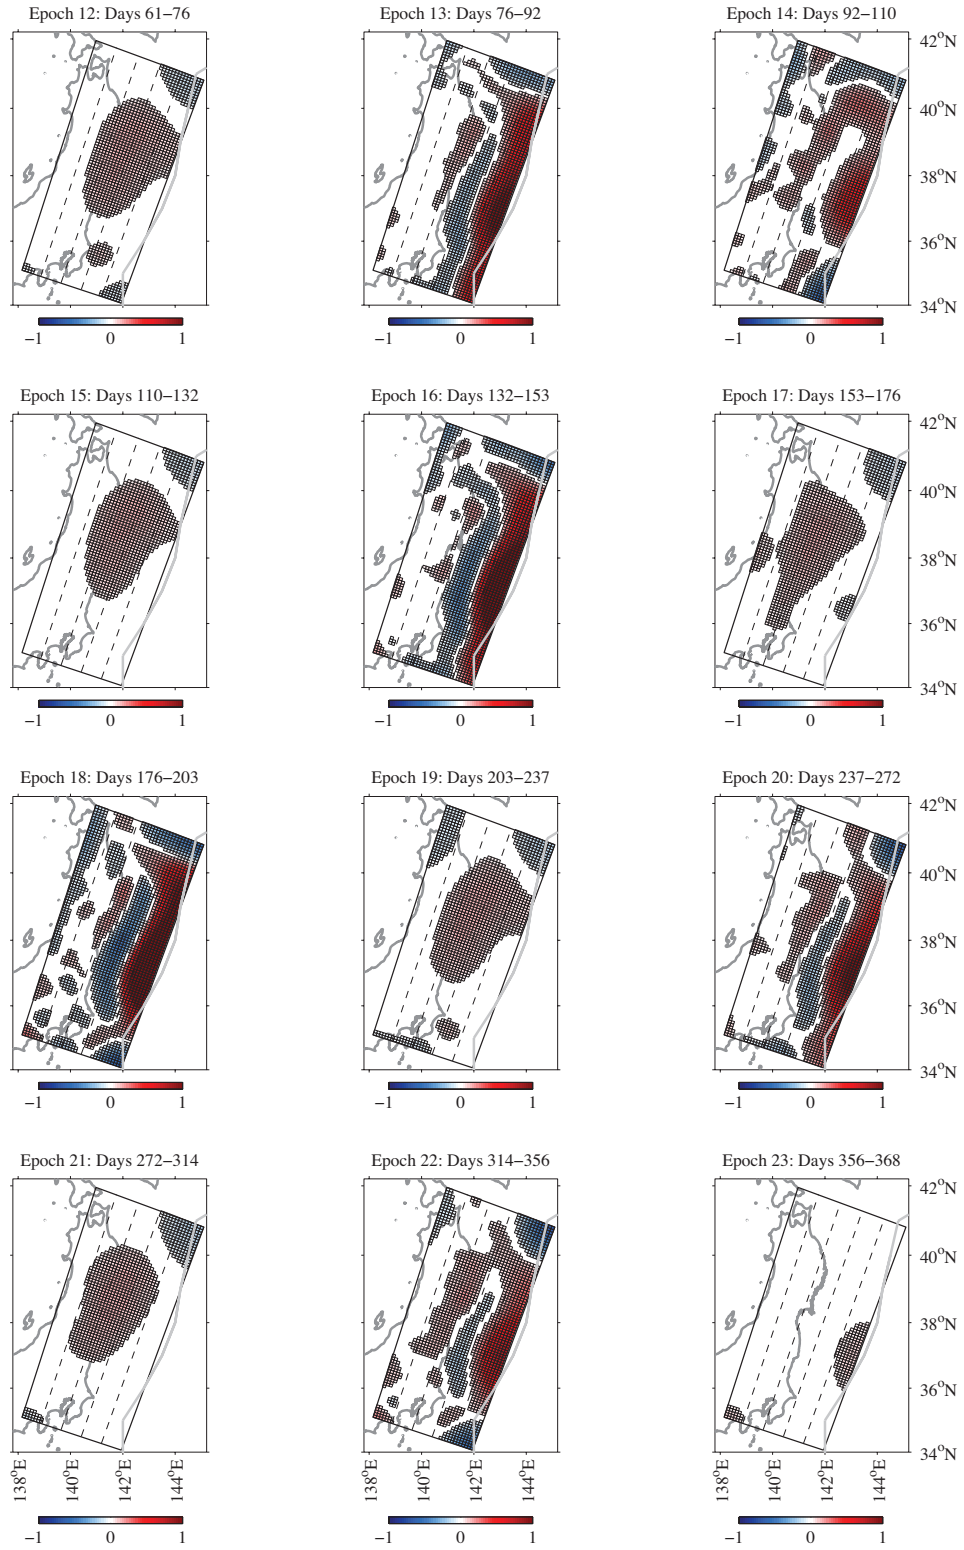 Epoch 12: Days 61−76
Epoch 13: Days 76−92
Epoch 14: Days 92−110
42°N
40°N
38°N
36°N
34°N
−1 0 1
−1 0 1
−1 0 1
Epoch 15: Days 110−132
Epoch 16: Days 132−153
Epoch 17: Days 153−176
42°N
40°N
38°N
36°N
34°N
−1 0 1
−1 0 1
−1 0 1
Epoch 18: Days 176−203
Epoch 19: Days 203−237
Epoch 20: Days 237−272
42°N
40°N
38°N
36°N
34°N
−1 0 1
−1 0 1
−1 0 1
Epoch 21: Days 272−314
Epoch 22: Days 314−356
Epoch 23: Days 356−368
42°N
40°N
38°N
36°N
34°N
138°E 140°E 142°E 144°E
138°E 140°E 142°E 144°E
138°E 140°E 142°E 144°E
−1 0 1
−1 0 1
−1 0 1